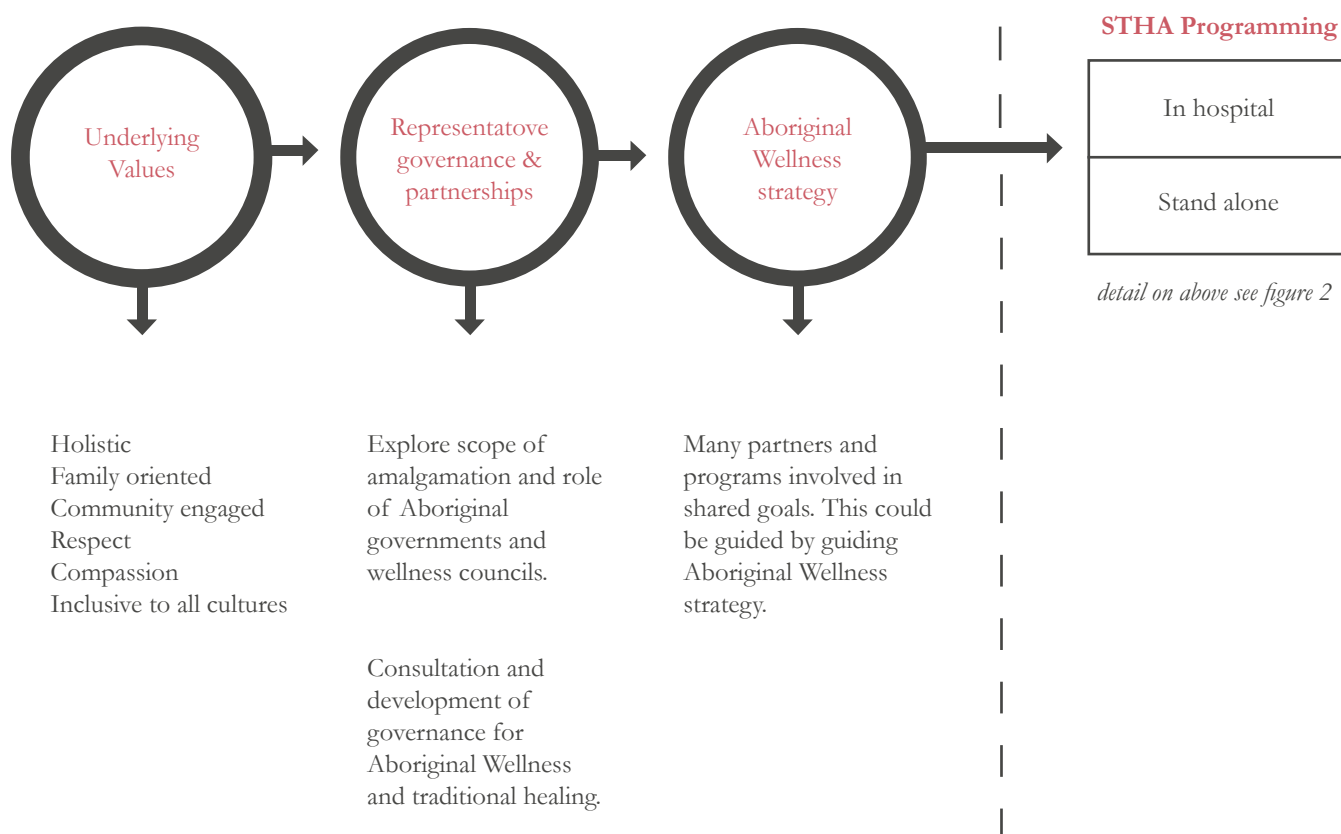 Underlying
Values
Representatove
governance &
partnerships
Aboriginal
Wellness
strategy
STHA Programming
In hospital
Stand alone
detail on above see figure 2
Holistic
Family oriented
Community engaged
Respect
Compassion
Inclusive to all cultures
Explore scope of
amalgamation and role
of Aboriginal
governments and
wellness councils.
Consultation and
development of
governance for
Aboriginal Wellness
and traditional healing.
Many partners and
programs involved in
shared goals. This could
be guided by guiding
Aboriginal Wellness
strategy.